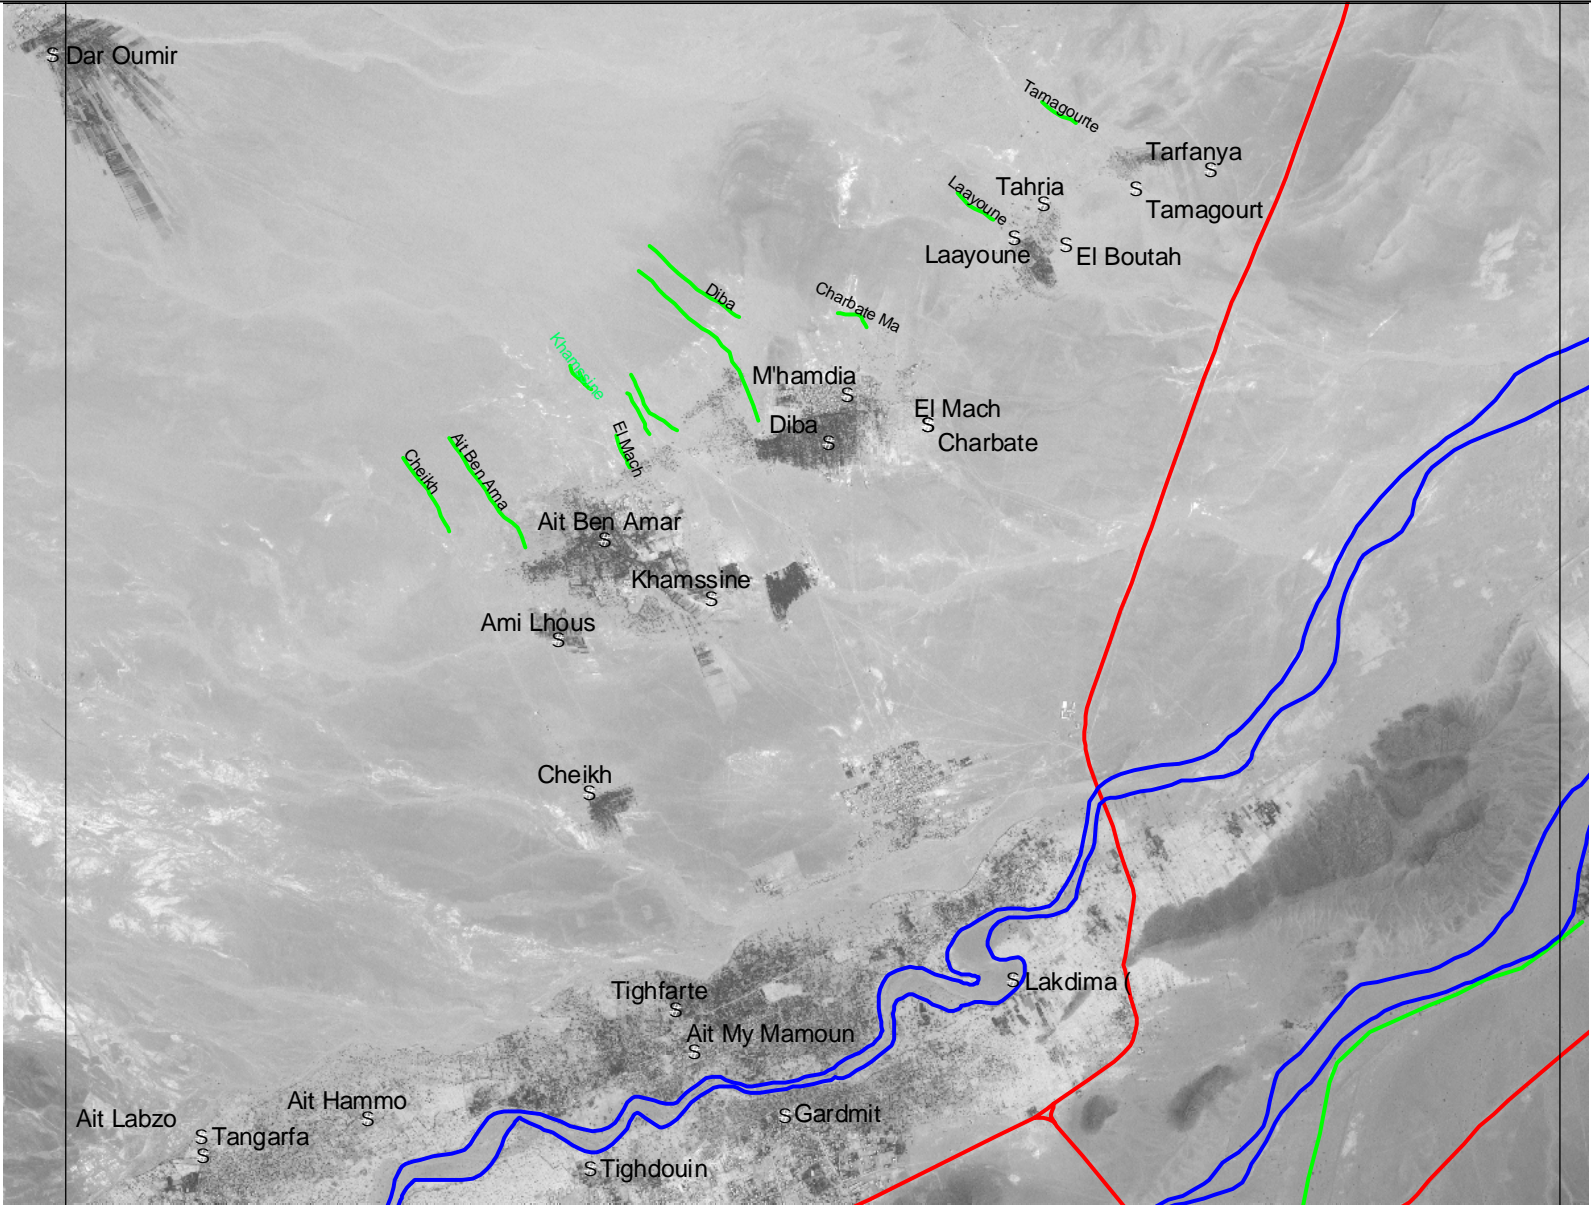 Dar Oumir
Tamagourte
Tarfanya
Laayoune
Tahria
Tamagourt
Laayoune
El Boutah
Diba
Charbate Ma
Khamssine
M'hamdia
El Mach
Diba
Charbate
El Mach
Cheikh
Ait Ben Ama
Ait Ben Amar
Khamssine
Ami Lhous
Cheikh
Lakdima (
Tighfarte
Ait My Mamoun
Ait Hammo
Gardmit
Ait Labzo
Tangarfa
Tighdouin